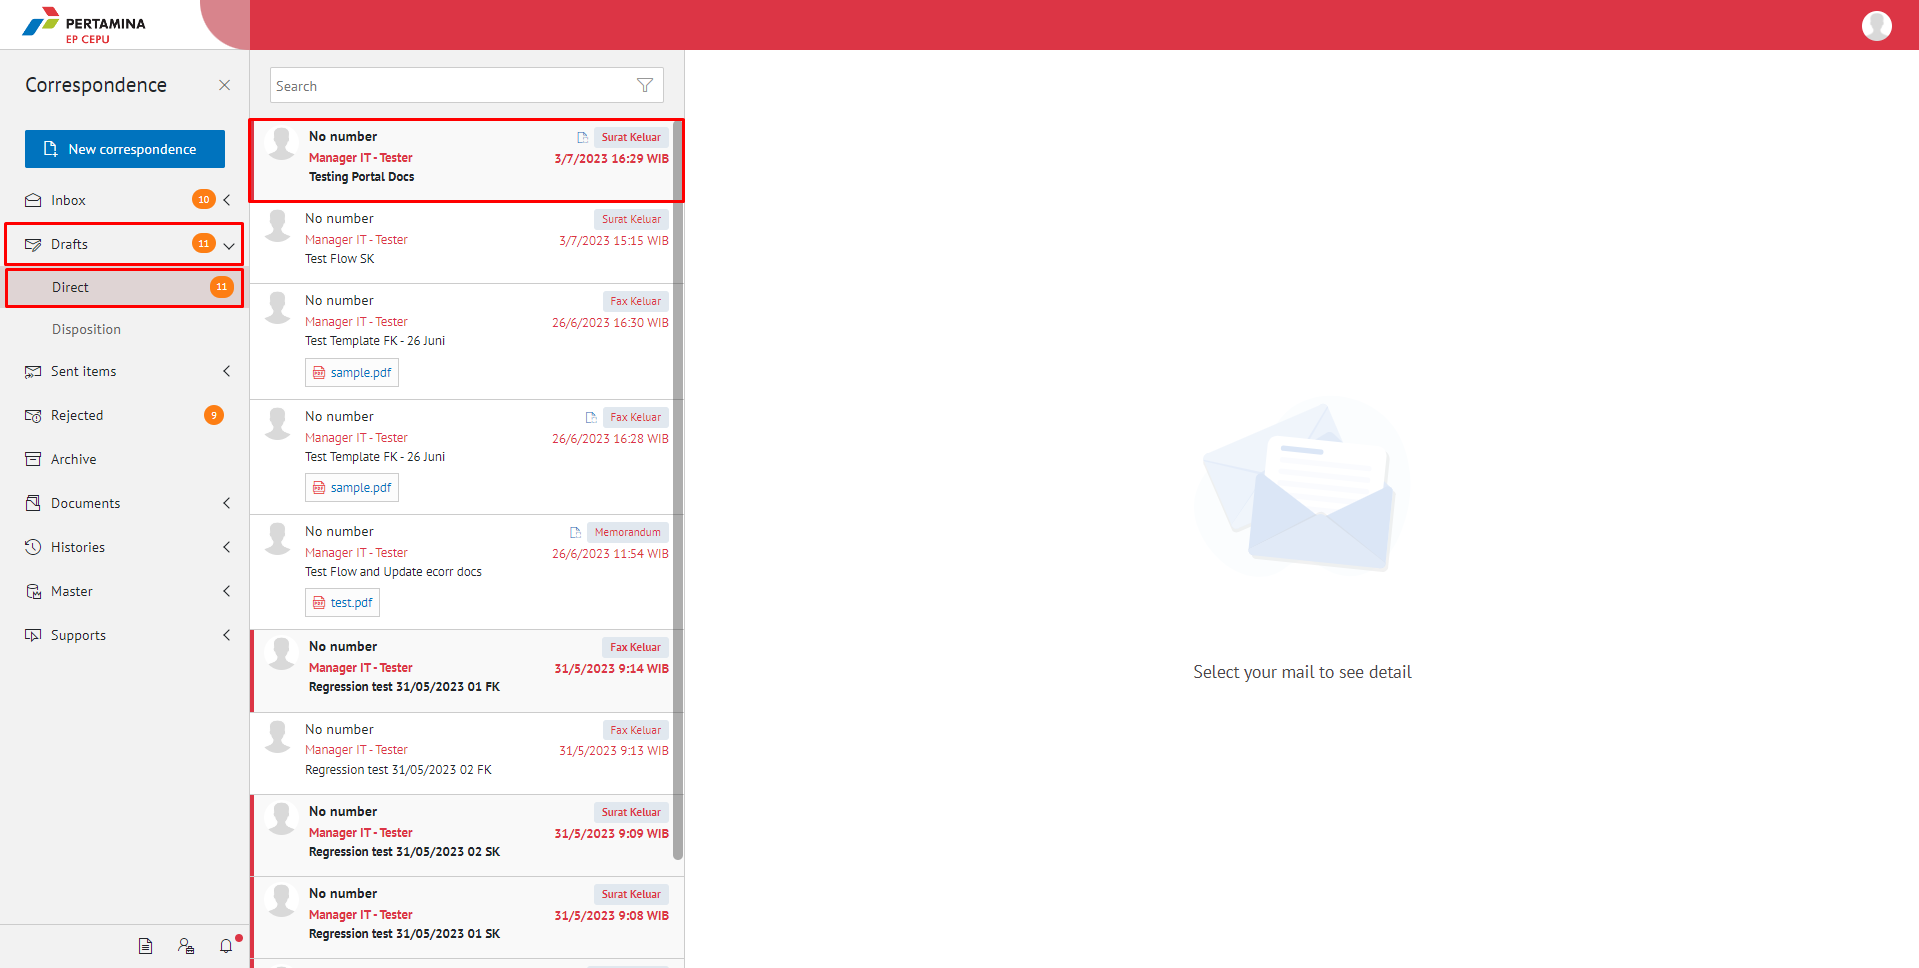 PERTAMINA
EP CEPU
Correspondence
New correspondence
Inbox 10
Drafts 11
Direct 11
Disposition
Sent items
Rejected 9
Archive
Documents
Histories
Master
Supports
Search
No number Surat Keluar
Manager IT - Tester 3/7/2023 16:29 WIB
Testing Portal Docs
No number Surat Keluar
Manager IT - Tester 3/7/2023 15:15 WIB
Test Flow SK
No number Fax Keluar
Manager IT - Tester 26/6/2023 16:30 WIB
Test Template FK - 26 Juni
sample.pdf
No number Fax Keluar
Manager IT - Tester 26/6/2023 16:28 WIB
Test Template FK - 26 Juni
sample.pdf
No number Memorandum
Manager IT - Tester 26/6/2023 11:54 WIB
Test Flow and Update ecorr docs
test.pdf
No number Fax Keluar
Manager IT - Tester 31/5/2023 9:14 WIB
Regression test 31/05/2023 01 FK
No number Fax Keluar
Manager IT - Tester 31/5/2023 9:13 WIB
Regression test 31/05/2023 02 FK
No number Surat Keluar
Manager IT - Tester 31/5/2023 9:09 WIB
Regression test 31/05/2023 02 SK
No number Surat Keluar
Manager IT - Tester 31/5/2023 9:08 WIB
Regression test 31/05/2023 01 SK
Select your mail to see detail